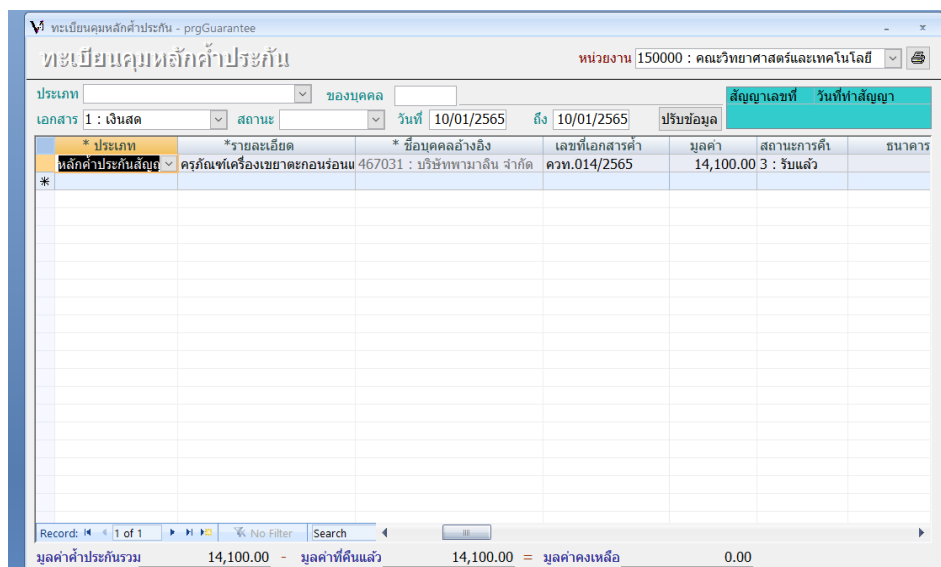 ทะเบียนคุมหลักค้ำประกัน - prgGuarantee
ทะเบียนคุมหลักค้ำประกัน หน่วยงาน 150000 : คณะวิทยาศาสตร์และเทคโนโลยี
ประเภท ของบุคคล สัญญาเลขที่ วันที่ทำสัญญา
เอกสาร 1 : เงินสด สถานะ วันที่ 10/01/2565 ถึง 10/01/2565 ปรับข้อมูล
* ประเภท *รายละเอียด * ชื่อบุคคลอ้างอิง เลขที่เอกสารค้ำ มูลค่า สถานะการคืน ธนาคาร
หลักค้ำประกันสัญญ ครุภัณฑ์เครื่องเขยาตะกอนร่อนแ 467031 : บริษัทพามาลิน จำกัด ควท.014/2565 14,100.00 3 : รับแล้ว
Record: 1 of 1 No Filter Search
มูลค่าค้ำประกันรวม 14,100.00 - มูลค่าที่คืนแล้ว 14,100.00 = มูลค่าคงเหลือ 0.00